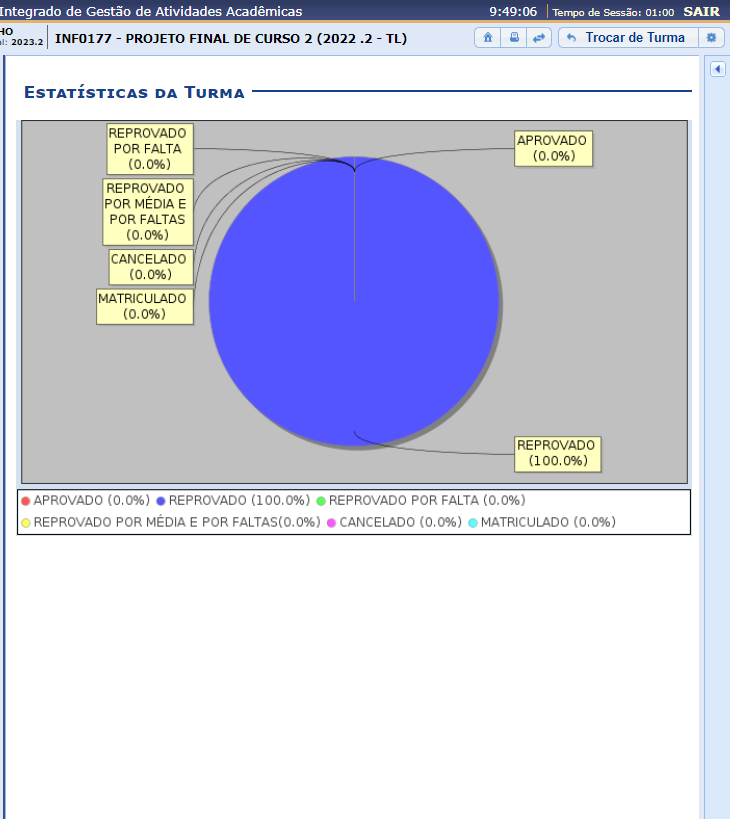 Integrado de Gestão de Atividades Acadêmicas 9:49:06 Tempo de Sessão: 01:00 SAIR
HO
el: 2023.2
INF0177 - PROJETO FINAL DE CURSO 2 (2022 .2 - TL) Trocar de Turma
Estatísticas da Turma
REPROVADO
POR FALTA
(0.0%)
APROVADO
(0.0%)
REPROVADO
POR MÉDIA E
POR FALTAS
(0.0%)
CANCELADO
(0.0%)
MATRICULADO
(0.0%)
REPROVADO
(100.0%)
APROVADO (0.0%) REPROVADO (100.0%) REPROVADO POR FALTA (0.0%)
REPROVADO POR MÉDIA E POR FALTAS(0.0%) CANCELADO (0.0%) MATRICULADO (0.0%)